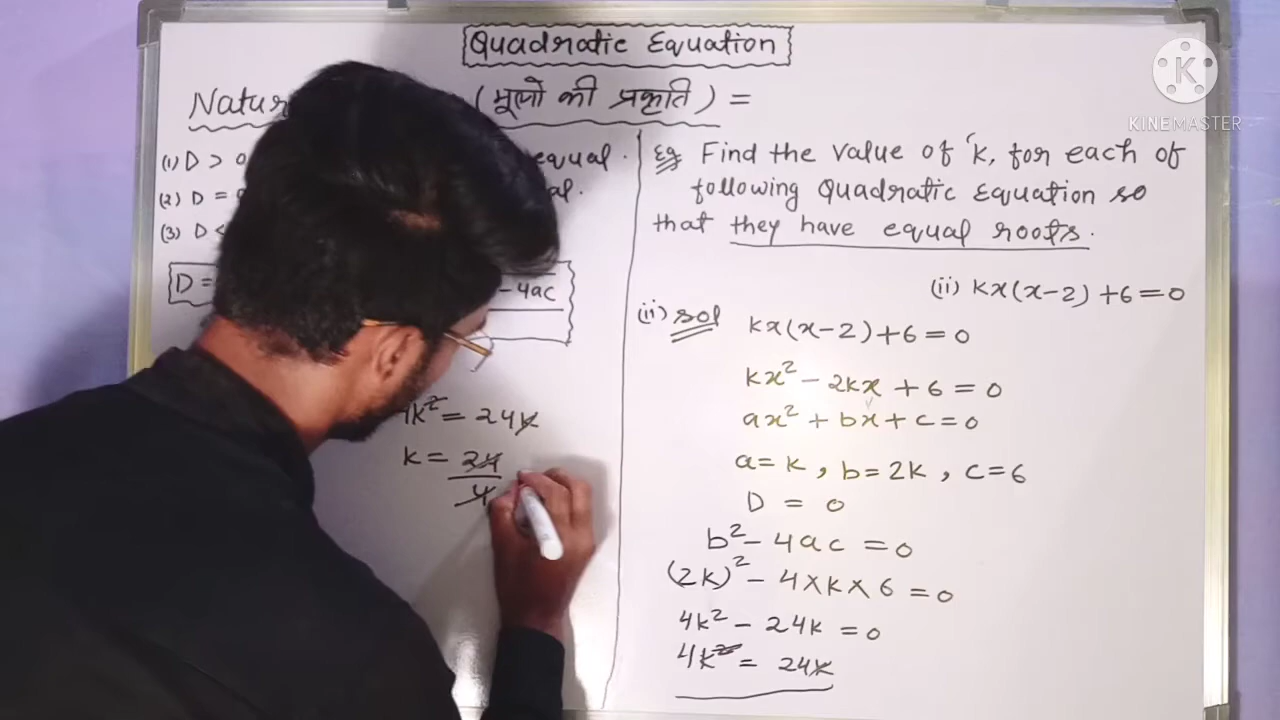 Quadratic Equation
(मूलों की प्रकृति) =
(1) D > 0 equal.
(2) D =
(3) D <
D = - 4ac
4k² = 24k
k = 24
4
Eg Find the value of 'k, for each of
following Quadratic Equation so
that they have equal roots.
(ii) kx(x-2) +6=0
(ii) sol
kx(x-2)+6=0
kx² - 2kx + 6 = 0
ax² + bx + c = 0
a= k, b=2k, c=6
D = 0
b² - 4ac = 0
(2k)² - 4×k×6 = 0
4k² - 24k = 0
4k² = 24k
K
KINEMASTER